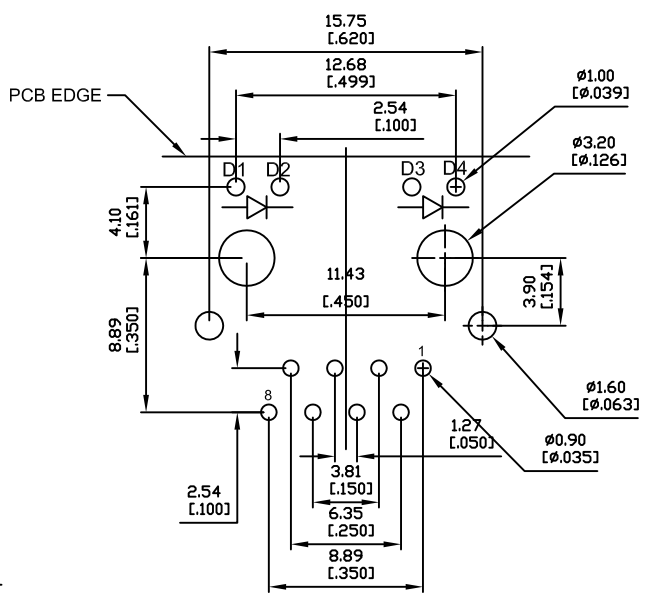 15.75
[.620]
12.68
[.499]
ø1.00
[ø.039]
PCB EDGE
2.54
[.100]
ø3.20
[ø.126]
D1 D2 D3 D4
4.10
[.161]
11.43
[.450]
3.90
[.154]
8.89
[.350]
1
8
ø1.60
[ø.063]
1.27
[.050]
ø0.90
[ø.035]
3.81
[.150]
2.54
[.100]
6.35
[.250]
8.89
[.350]